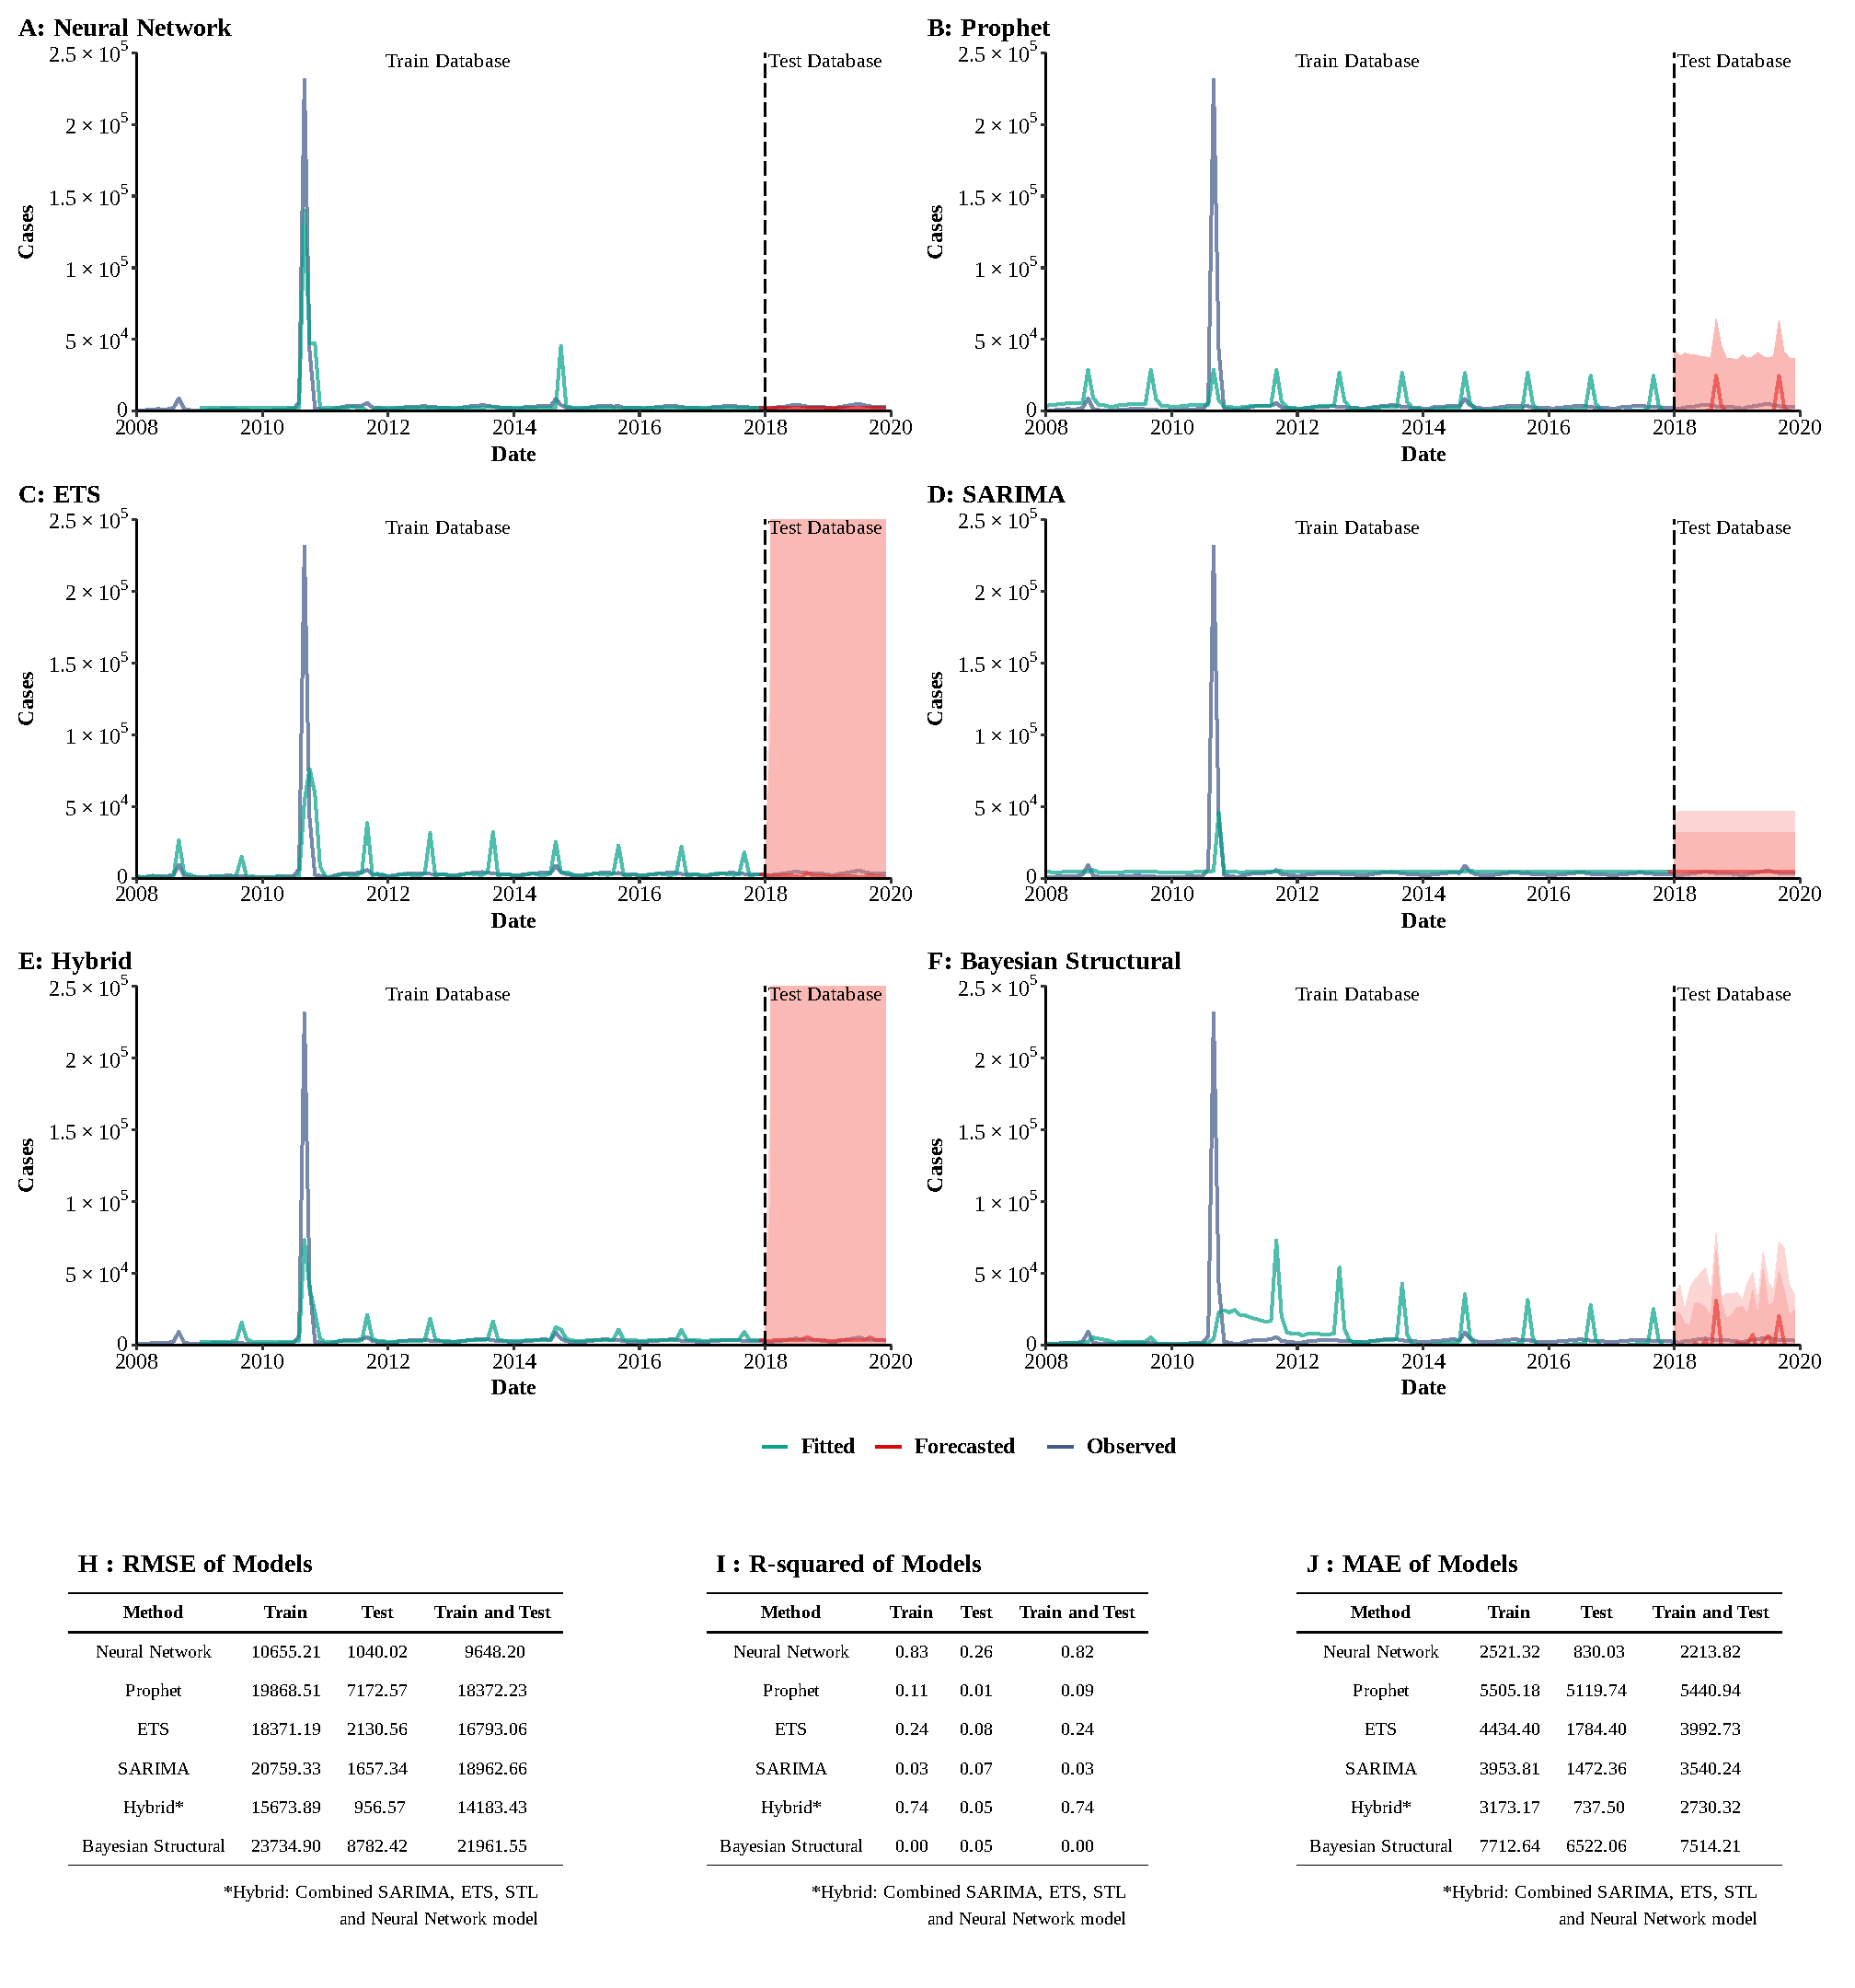 A: Neural Network
2.5 × 10^5
2 × 10^5
1.5 × 10^5
1 × 10^5
5 × 10^4
0
Cases
Train Database
Test Database
2008 2010 2012 2014 2016 2018 2020
Date
B: Prophet
2.5 × 10^5
2 × 10^5
1.5 × 10^5
1 × 10^5
5 × 10^4
0
Cases
Train Database
Test Database
2008 2010 2012 2014 2016 2018 2020
Date
C: ETS
2.5 × 10^5
2 × 10^5
1.5 × 10^5
1 × 10^5
5 × 10^4
0
Cases
Train Database
Test Database
2008 2010 2012 2014 2016 2018 2020
Date
D: SARIMA
2.5 × 10^5
2 × 10^5
1.5 × 10^5
1 × 10^5
5 × 10^4
0
Cases
Train Database
Test Database
2008 2010 2012 2014 2016 2018 2020
Date
E: Hybrid
2.5 × 10^5
2 × 10^5
1.5 × 10^5
1 × 10^5
5 × 10^4
0
Cases
Train Database
Test Database
2008 2010 2012 2014 2016 2018 2020
Date
F: Bayesian Structural
2.5 × 10^5
2 × 10^5
1.5 × 10^5
1 × 10^5
5 × 10^4
0
Cases
Train Database
Test Database
2008 2010 2012 2014 2016 2018 2020
Date
Fitted Forecasted Observed
H : RMSE of Models
Method Train Test Train and Test
Neural Network 10655.21 1040.02 9648.20
Prophet 19868.51 7172.57 18372.23
ETS 18371.19 2130.56 16793.06
SARIMA 20759.33 1657.34 18962.66
Hybrid* 15673.89 956.57 14183.43
Bayesian Structural 23734.90 8782.42 21961.55
*Hybrid: Combined SARIMA, ETS, STL
and Neural Network model
I : R-squared of Models
Method Train Test Train and Test
Neural Network 0.83 0.26 0.82
Prophet 0.11 0.01 0.09
ETS 0.24 0.08 0.24
SARIMA 0.03 0.07 0.03
Hybrid* 0.74 0.05 0.74
Bayesian Structural 0.00 0.05 0.00
*Hybrid: Combined SARIMA, ETS, STL
and Neural Network model
J : MAE of Models
Method Train Test Train and Test
Neural Network 2521.32 830.03 2213.82
Prophet 5505.18 5119.74 5440.94
ETS 4434.40 1784.40 3992.73
SARIMA 3953.81 1472.36 3540.24
Hybrid* 3173.17 737.50 2730.32
Bayesian Structural 7712.64 6522.06 7514.21
*Hybrid: Combined SARIMA, ETS, STL
and Neural Network model